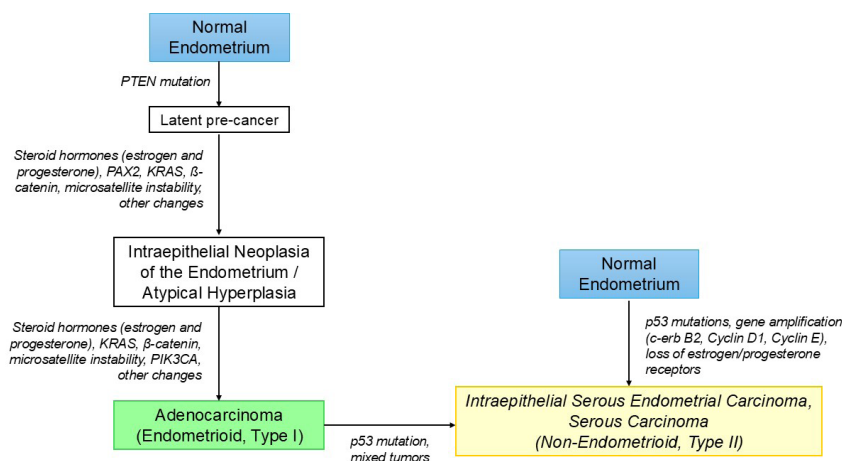 Normal
Endometrium
PTEN mutation
Latent pre-cancer
Steroid hormones (estrogen and
progesterone), PAX2, KRAS, ß-
catenin, microsatellite instability,
other changes
Intraepithelial Neoplasia
of the Endometrium /
Atypical Hyperplasia
Steroid hormones (estrogen and
progesterone), KRAS, β-catenin,
microsatellite instability, PIK3CA,
other changes
Adenocarcinoma
(Endometrioid, Type I)
p53 mutation,
mixed tumors
Normal
Endometrium
p53 mutations, gene amplification
(c-erb B2, Cyclin D1, Cyclin E),
loss of estrogen/progesterone
receptors
Intraepithelial Serous Endometrial Carcinoma,
Serous Carcinoma
(Non-Endometrioid, Type II)